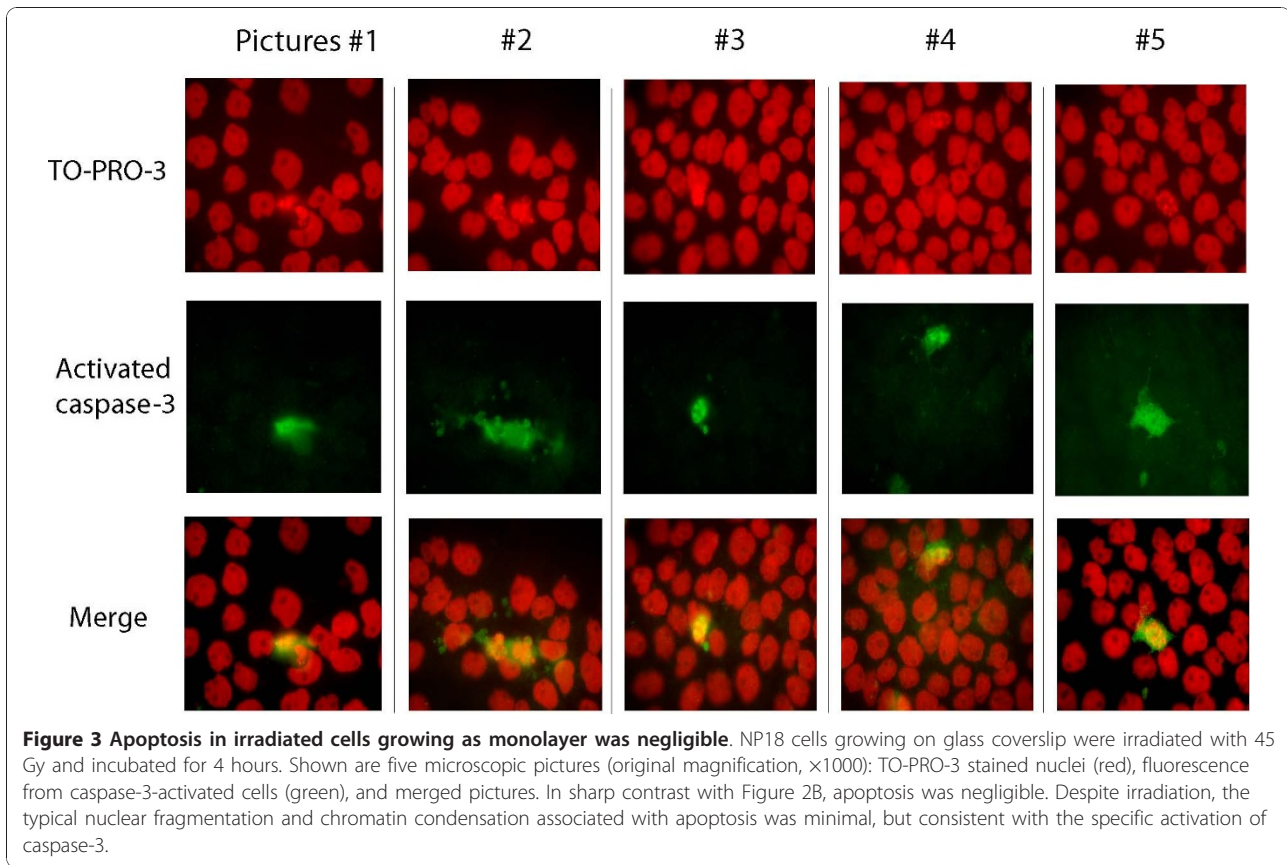 Pictures #1 #2 #3 #4 #5
TO-PRO-3
Activated
caspase-3
Merge
Figure 3 Apoptosis in irradiated cells growing as monolayer was negligible. NP18 cells growing on glass coverslip were irradiated with 45
Gy and incubated for 4 hours. Shown are five microscopic pictures (original magnification, ×1000): TO-PRO-3 stained nuclei (red), fluorescence
from caspase-3-activated cells (green), and merged pictures. In sharp contrast with Figure 2B, apoptosis was negligible. Despite irradiation, the
typical nuclear fragmentation and chromatin condensation associated with apoptosis was minimal, but consistent with the specific activation of
caspase-3.